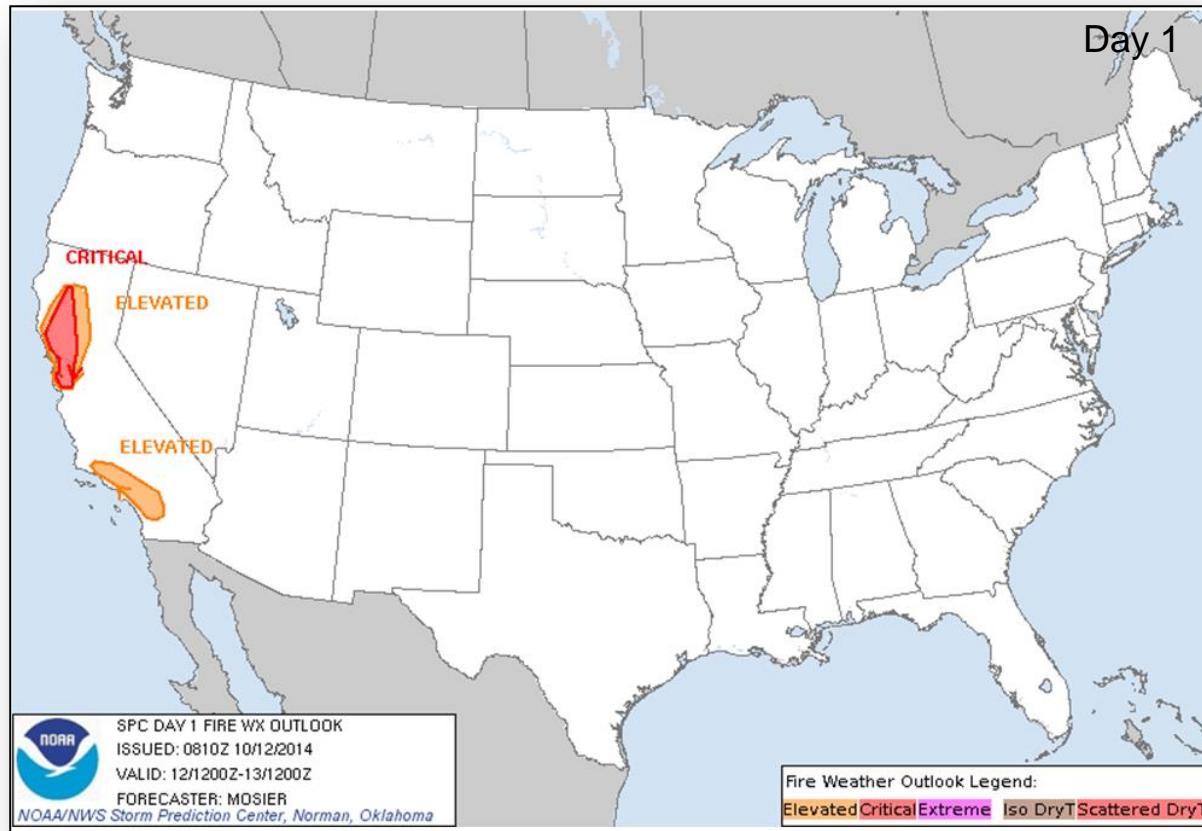 Day 1
CRITICAL
ELEVATED
ELEVATED
NOAA
SPC DAY 1 FIRE WX OUTLOOK
ISSUED: 0810Z 10/12/2014
VALID: 12/1200Z-13/1200Z
FORECASTER: MOSIER
NOAA/NWS Storm Prediction Center, Norman, Oklahoma
Fire Weather Outlook Legend:
Elevated Critical Extreme Iso DryT Scattered DryT